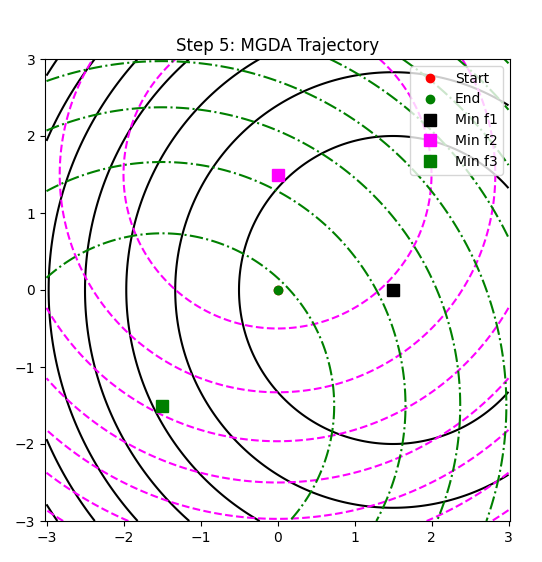 Step 5: MGDA Trajectory
Start
End
Min f1
Min f2
Min f3
3
2
1
0
−1
−2
−3
−3
−2
−1
0
1
2
3